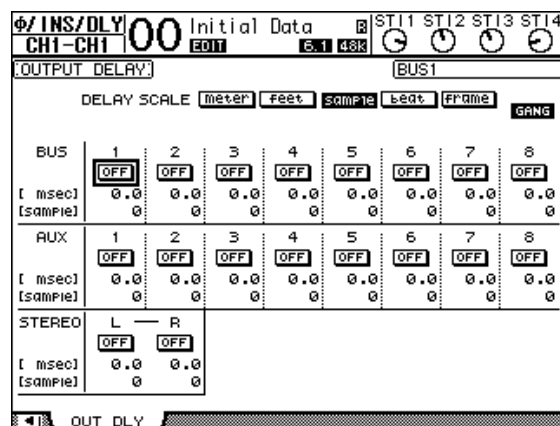 Φ/INS/DLY 00 Initial Data R STI1 STI2 STI3 STI4
CH1-CH1 EDIT 6.1 48k
OUTPUT DELAY BUS1
DELAY SCALE meter feet sample beat frame
GANG
BUS 1 2 3 4 5 6 7 8
OFF OFF OFF OFF OFF OFF OFF OFF
[ msec] 0.0 0.0 0.0 0.0 0.0 0.0 0.0 0.0
[sample] 0 0 0 0 0 0 0 0
AUX 1 2 3 4 5 6 7 8
OFF OFF OFF OFF OFF OFF OFF OFF
[ msec] 0.0 0.0 0.0 0.0 0.0 0.0 0.0 0.0
[sample] 0 0 0 0 0 0 0 0
STEREO L — R
OFF OFF
[ msec] 0.0 0.0
[sample] 0 0
OUT DLY